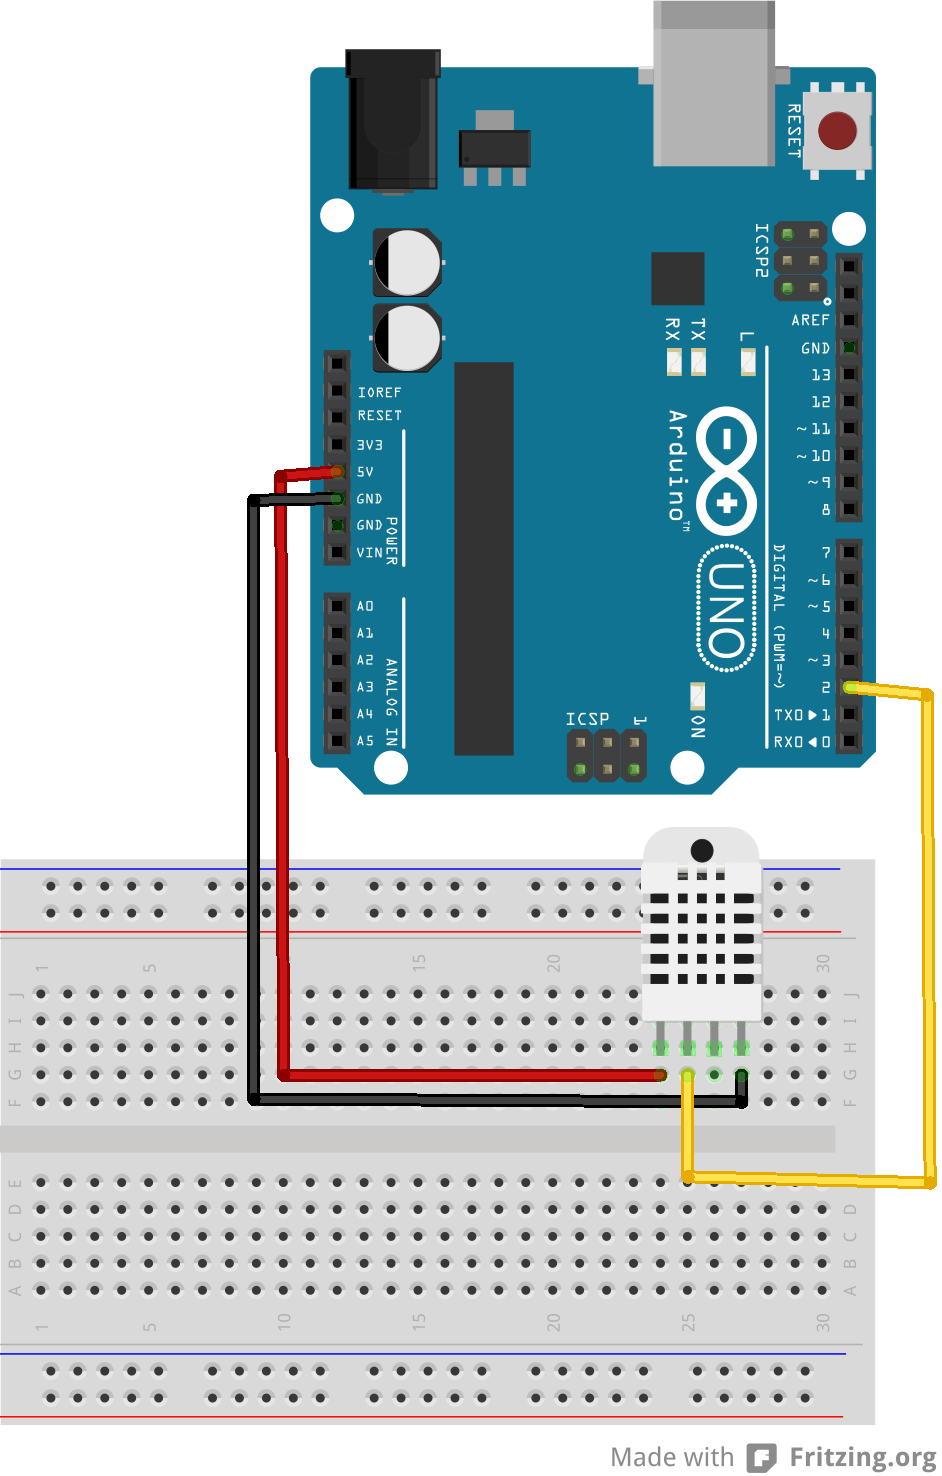 RESET
ICSP2
AREF
GND
13
12
~11
~10
~9
8
RX
TX
L
IOREF
RESET
3V3
5V
GND
GND
VIN
POWER
Arduino™
UNO
DIGITAL (PWM=~)
7
~6
~5
4
~3
2
TX0▶1
RX0◀0
A0
A1
A2
A3
A4
A5
ANALOG IN
ON
ICSP
1
1
5
15
20
30
J
I
H
G
F
J
I
H
G
F
E
D
C
B
A
E
D
C
B
A
1
5
10
15
20
25
30
Made with Fritzing.org